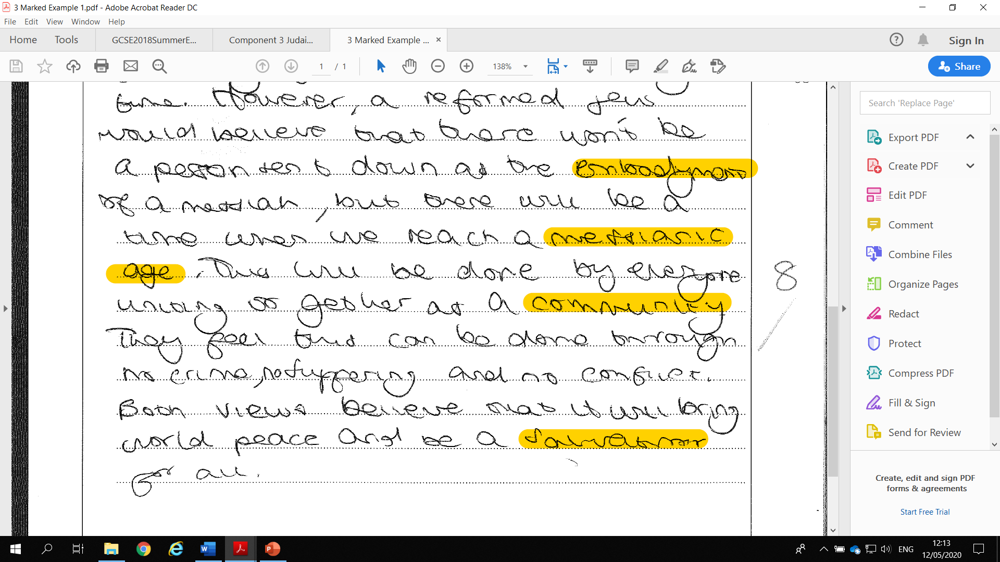 3 Marked Example 1.pdf - Adobe Acrobat Reader DC
File Edit View Window Help
Home Tools GCSE2018SummerE... Component 3 Judai... 3 Marked Example ... × Sign In
1 / 1 138% Share
time. However, a reformed jew
would believe that there won't be
a person sent down as the embodyment
of a messiah, but there will be a
time when we reach a messianic
age. This will be done by everyone
uniting together as a community
They feel this can be done through
no crime, no suffering and no conflict.
Both views believe that it will bring
world peace and be a salvation
for all.
8
Search 'Replace Page'
Export PDF
Create PDF
Edit PDF
Comment
Combine Files
Organize Pages
Redact
Protect
Compress PDF
Fill & Sign
Send for Review
Create, edit and sign PDF
forms & agreements
Start Free Trial
ENG 12:13
12/05/2020